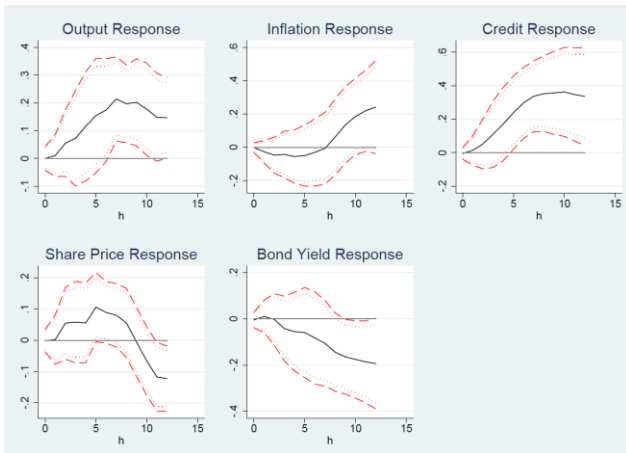 Output Response
.4
.3
.2
.1
0
-.1
0 5 10 15
h
Inflation Response
.6
.4
.2
0
-.2
0 5 10 15
h
Credit Response
.6
.4
.2
0
-.2
0 5 10 15
h
Share Price Response
.2
.1
0
-.1
-.2
0 5 10 15
h
Bond Yield Response
.2
0
-.2
-.4
0 5 10 15
h